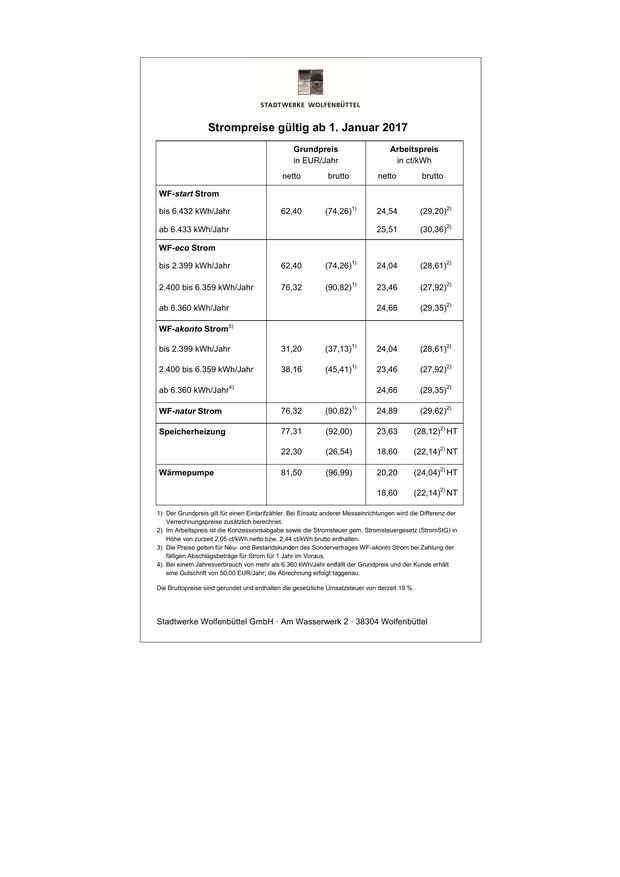 STADTWERKE WOLFENBÜTTEL
Strompreise gültig ab 1. Januar 2017
Grundpreis Arbeitspreis
in EUR/Jahr in ct/kWh
netto brutto netto brutto
WF-start Strom
bis 6.432 kWh/Jahr 62,40 (74,26)1) 24,54 (29,20)2)
ab 6.433 kWh/Jahr 25,51 (30,36)2)
WF-eco Strom
bis 2.399 kWh/Jahr 62,40 (74,26)1) 24,04 (28,61)2)
2.400 bis 6.359 kWh/Jahr 76,32 (90,82)1) 23,46 (27,92)2)
ab 6.360 kWh/Jahr 24,66 (29,35)2)
WF-akonto Strom3)
bis 2.399 kWh/Jahr 31,20 (37,13)1) 24,04 (28,61)2)
2.400 bis 6.359 kWh/Jahr 38,16 (45,41)1) 23,46 (27,92)2)
ab 6.360 kWh/Jahr4) 24,66 (29,35)2)
WF-natur Strom 76,32 (90,82)1) 24,89 (29,62)2)
Speicherheizung 77,31 (92,00) 23,63 (28,12)2) HT
22,30 (26,54) 18,60 (22,14)2) NT
Wärmepumpe 81,50 (96,99) 20,20 (24,04)2) HT
18,60 (22,14)2) NT
1) Der Grundpreis gilt für einen Eintarifzähler. Bei Einsatz anderer Messeinrichtungen wird die Differenz der
Verrechnungspreise zusätzlich berechnet.
2) Im Arbeitspreis ist die Konzessionsabgabe sowie die Stromsteuer gem. Stromsteuergesetz (StromStG) in
Höhe von zurzeit 2,05 ct/kWh netto bzw. 2,44 ct/kWh brutto enthalten.
3) Die Preise gelten für Neu- und Bestandskunden des Sondervertrages WF-akonto Strom bei Zahlung der
fälligen Abschlagsbeträge für Strom für 1 Jahr im Voraus.
4) Bei einem Jahresverbrauch von mehr als 6.360 kWh/Jahr entfällt der Grundpreis und der Kunde erhält
eine Gutschrift von 50,00 EUR/Jahr; die Abrechnung erfolgt taggenau.
Die Bruttopreise sind gerundet und enthalten die gesetzliche Umsatzsteuer von derzeit 19 %.
Stadtwerke Wolfenbüttel GmbH · Am Wasserwerk 2 · 38304 Wolfenbüttel